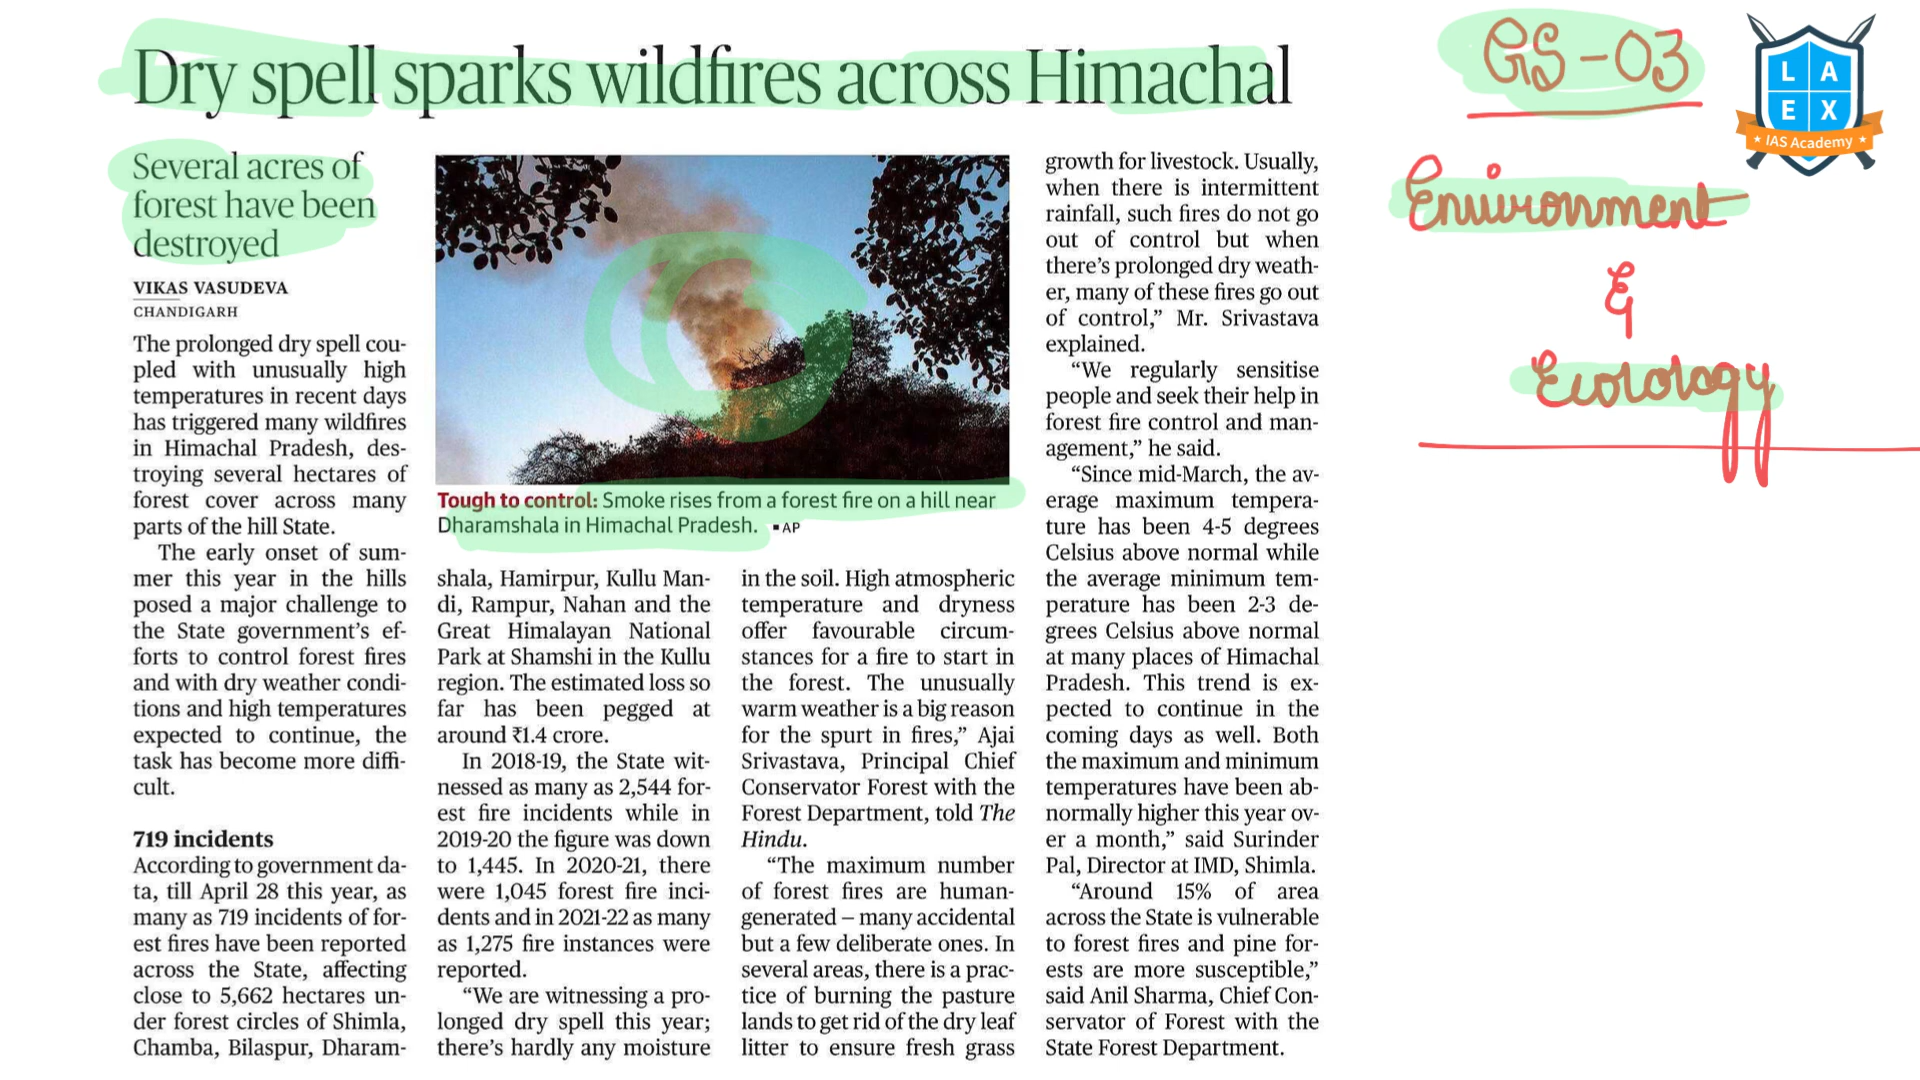 Dry spell sparks wildfires across Himachal
Several acres of
forest have been
destroyed
VIKAS VASUDEVA
CHANDIGARH
The prolonged dry spell cou-
pled with unusually high
temperatures in recent days
has triggered many wildfires
in Himachal Pradesh, des-
troying several hectares of
forest cover across many
parts of the hill State.
The early onset of sum-
mer this year in the hills
posed a major challenge to
the State government's ef-
forts to control forest fires
and with dry weather condi-
tions and high temperatures
expected to continue, the
task has become more diffi-
cult.
719 incidents
According to government da-
ta, till April 28 this year, as
many as 719 incidents of for-
est fires have been reported
across the State, affecting
close to 5,662 hectares un-
der forest circles of Shimla,
Chamba, Bilaspur, Dharam-
Tough to control: Smoke rises from a forest fire on a hill near
Dharamshala in Himachal Pradesh. ▪ AP
shala, Hamirpur, Kullu Man-
di, Rampur, Nahan and the
Great Himalayan National
Park at Shamshi in the Kullu
region. The estimated loss so
far has been pegged at
around ₹1.4 crore.
In 2018-19, the State wit-
nessed as many as 2,544 for-
est fire incidents while in
2019-20 the figure was down
to 1,445. In 2020-21, there
were 1,045 forest fire inci-
dents and in 2021-22 as many
as 1,275 fire instances were
reported.
"We are witnessing a pro-
longed dry spell this year;
there's hardly any moisture
in the soil. High atmospheric
temperature and dryness
offer favourable circum-
stances for a fire to start in
the forest. The unusually
warm weather is a big reason
for the spurt in fires," Ajai
Srivastava, Principal Chief
Conservator Forest with the
Forest Department, told The
Hindu.
"The maximum number
of forest fires are human-
generated – many accidental
but a few deliberate ones. In
several areas, there is a prac-
tice of burning the pasture
lands to get rid of the dry leaf
litter to ensure fresh grass
growth for livestock. Usually,
when there is intermittent
rainfall, such fires do not go
out of control but when
there's prolonged dry weath-
er, many of these fires go out
of control," Mr. Srivastava
explained.
"We regularly sensitise
people and seek their help in
forest fire control and man-
agement," he said.
"Since mid-March, the av-
erage maximum tempera-
ture has been 4-5 degrees
Celsius above normal while
the average minimum tem-
perature has been 2-3 de-
grees Celsius above normal
at many places of Himachal
Pradesh. This trend is ex-
pected to continue in the
coming days as well. Both
the maximum and minimum
temperatures have been ab-
normally higher this year ov-
er a month," said Surinder
Pal, Director at IMD, Shimla.
"Around 15% of area
across the State is vulnerable
to forest fires and pine for-
ests are more susceptible,"
said Anil Sharma, Chief Con-
servator of Forest with the
State Forest Department.
GS-03
Environment
&
Ecolology
L A
E X
IAS Academy